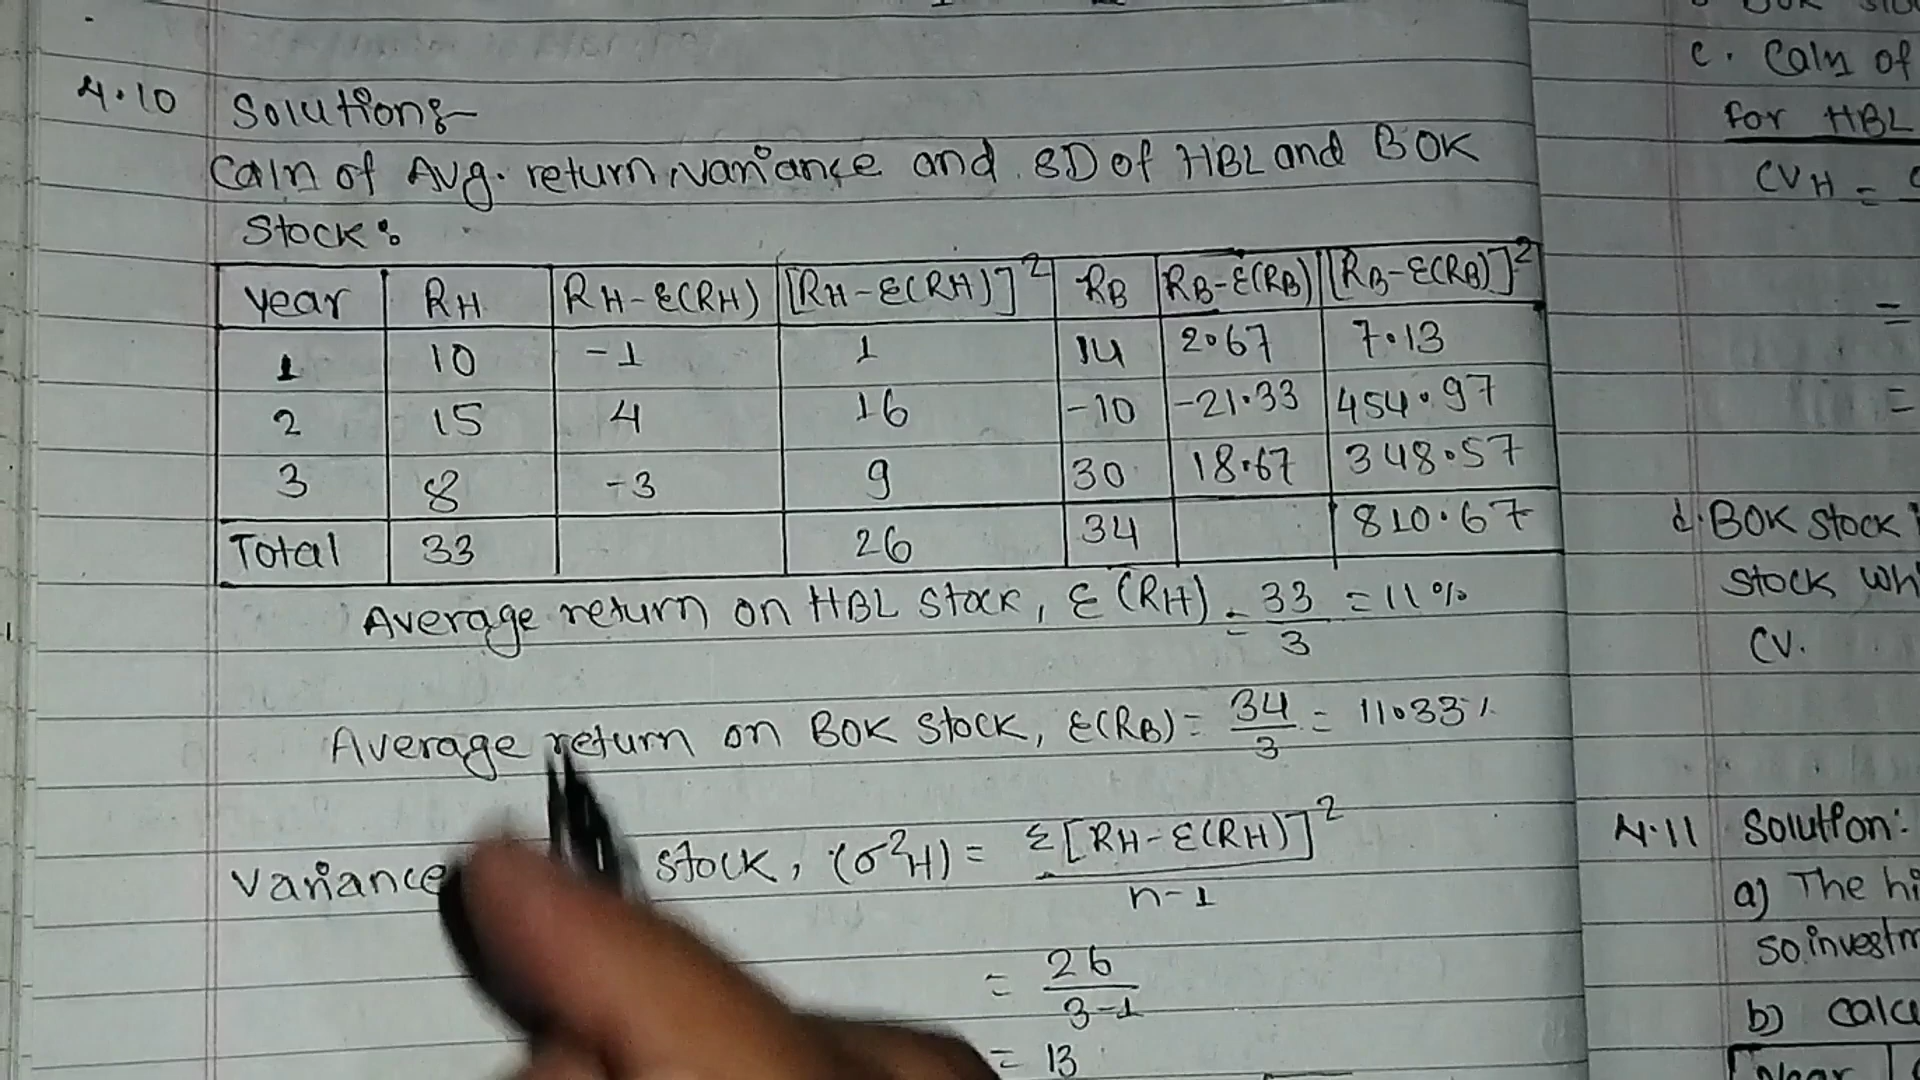 4.10 Solution:-
Caln of Avg. return, variance and SD of HBL and BOK
Stock:
Year RH RH-E(RH) [RH-E(RH)]² RB RB-E(RB) [RB-E(RB)]²
1 10 -1 1 14 2.67 7.13
2 15 4 16 -10 -21.33 454.97
3 8 -3 9 30 18.67 348.57
Total 33 26 34 810.67
Average return on HBL Stock, E(RH) = 33/3 = 11%
Average return on BOK Stock, E(RB) = 34/3 = 11.33%
Variance stock, (σ²H) = Σ[RH-E(RH)]²/n-1
= 26/3-1
= 13
c. Caln of
for HBL
CVH =
=
=
d. BOK stock
stock wh
CV.
4.11 Solution:
a) The hi
so investm
b) Calcu